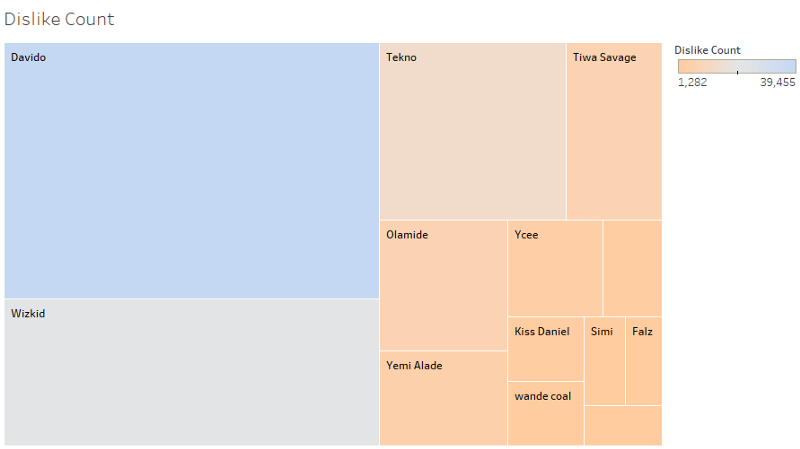 Dislike Count
Davido
Tekno
Tiwa Savage
Dislike Count
1,282
39,455
Olamide
Ycee
Wizkid
Kiss Daniel
Simi
Falz
Yemi Alade
wande coal